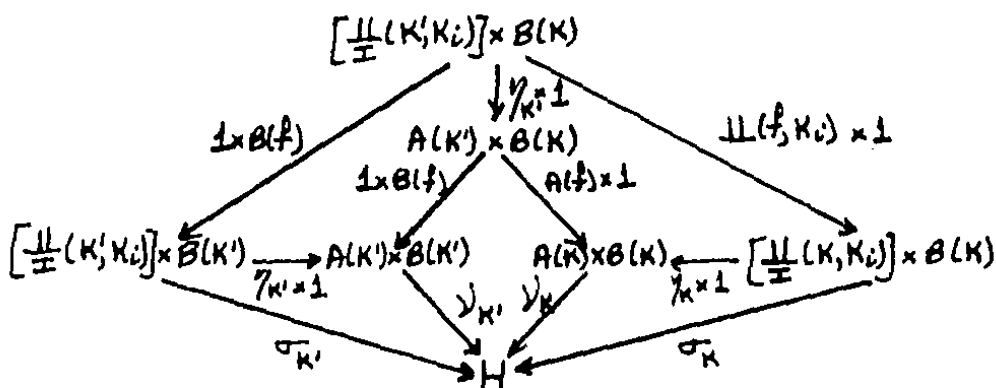 [∐_I (K', K_i)] × B(K)
η_K' × 1
1 × B(f) A(K') × B(K) ∐(f, K_i) × 1
1 × B(f) A(f) × 1
[∐_I (K', K_i)] × B(K') → A(K') × B(K') A(K) × B(K) ← [∐_I (K, K_i)] × B(K)
η_K' × 1 η_K × 1
ν_K' ν_K
σ_K' σ_K
H